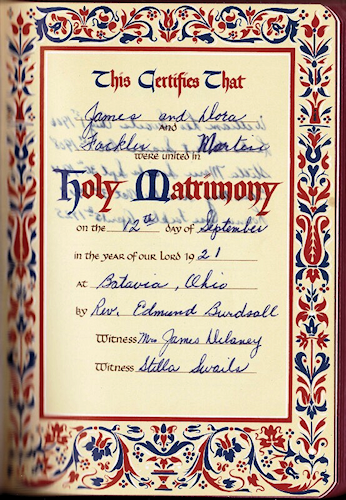 This Certifies That
James and Dora
AND
Fackler Martin
WERE UNITED IN
Holy Matrimony
on the 12th day of September
in the year of our Lord 1921
at Batavia, Ohio
by Rev. Edmund Burdsall
Witness Mrs James Delaney
Witness Stella Swails